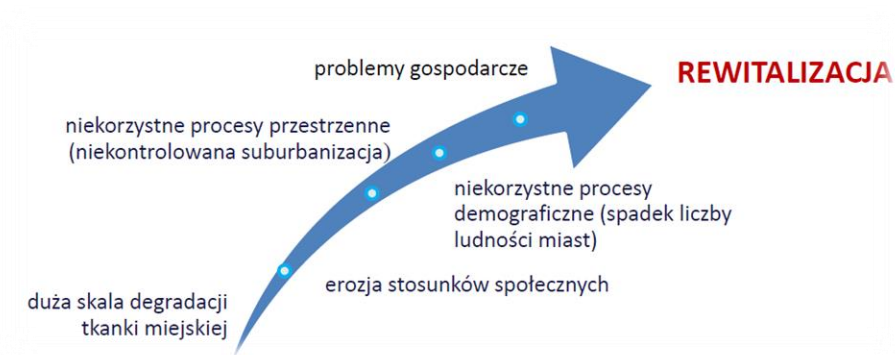 problemy gospodarcze
REWITALIZACJA
niekorzystne procesy przestrzenne
(niekontrolowana suburbanizacja)
niekorzystne procesy
demograficzne (spadek liczby
ludności miast)
erozja stosunków społecznych
duża skala degradacji
tkanki miejskiej